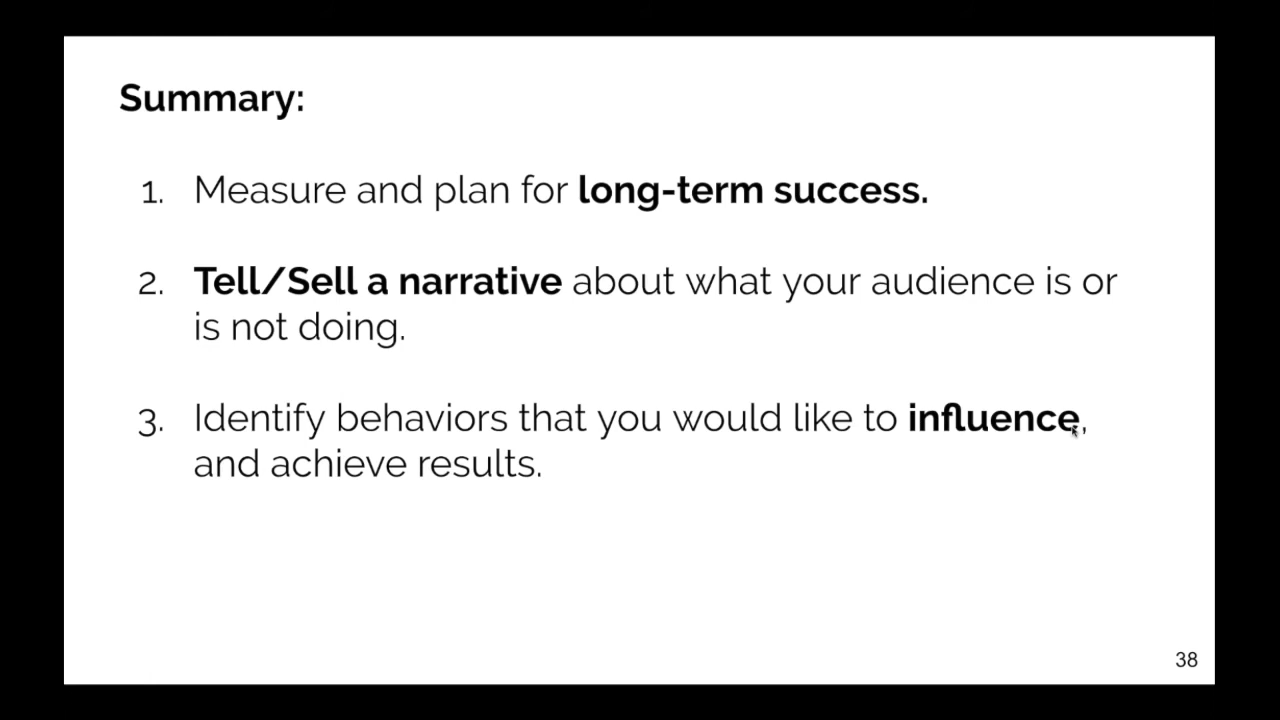 Summary:
1. Measure and plan for long-term success.
2. Tell/Sell a narrative about what your audience is or
is not doing.
3. Identify behaviors that you would like to influence,
and achieve results.
38